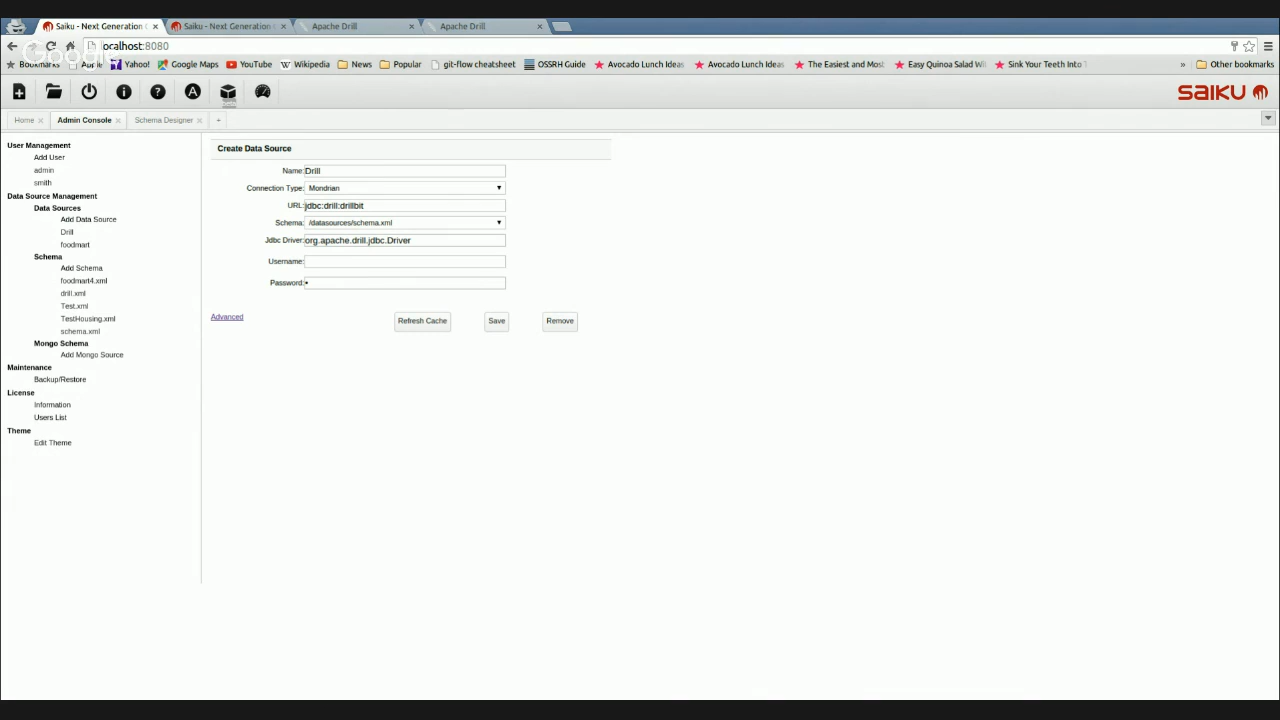 Saiku - Next Generation O
Saiku - Next Generation
Apache Drill
Apache Drill
localhost:8080
Google
Bookmarks
Apple
Yahoo!
Google Maps
YouTube
Wikipedia
News
Popular
git-flow cheatsheet
OSSRH Guide
Avocado Lunch Ideas
Avocado Lunch Ideas
The Easiest and Most
Easy Quinoa Salad Wi
Sink Your Teeth Into T
»
Other bookmarks
SAIKU
Home
Admin Console
Schema Designer
+
User Management
Add User
admin
smith
Data Source Management
Data Sources
Add Data Source
Drill
foodmart
Schema
Add Schema
foodmart4.xml
drill.xml
Test.xml
TestHousing.xml
schema.xml
Mongo Schema
Add Mongo Source
Maintenance
Backup/Restore
License
Information
Users List
Theme
Edit Theme
Create Data Source
Name: Drill
Connection Type: Mondrian
URL: jdbc:drill:drillbit
Schema: /datasources/schema.xml
Jdbc Driver: org.apache.drill.jdbc.Driver
Username:
Password: •
Advanced
Refresh Cache
Save
Remove